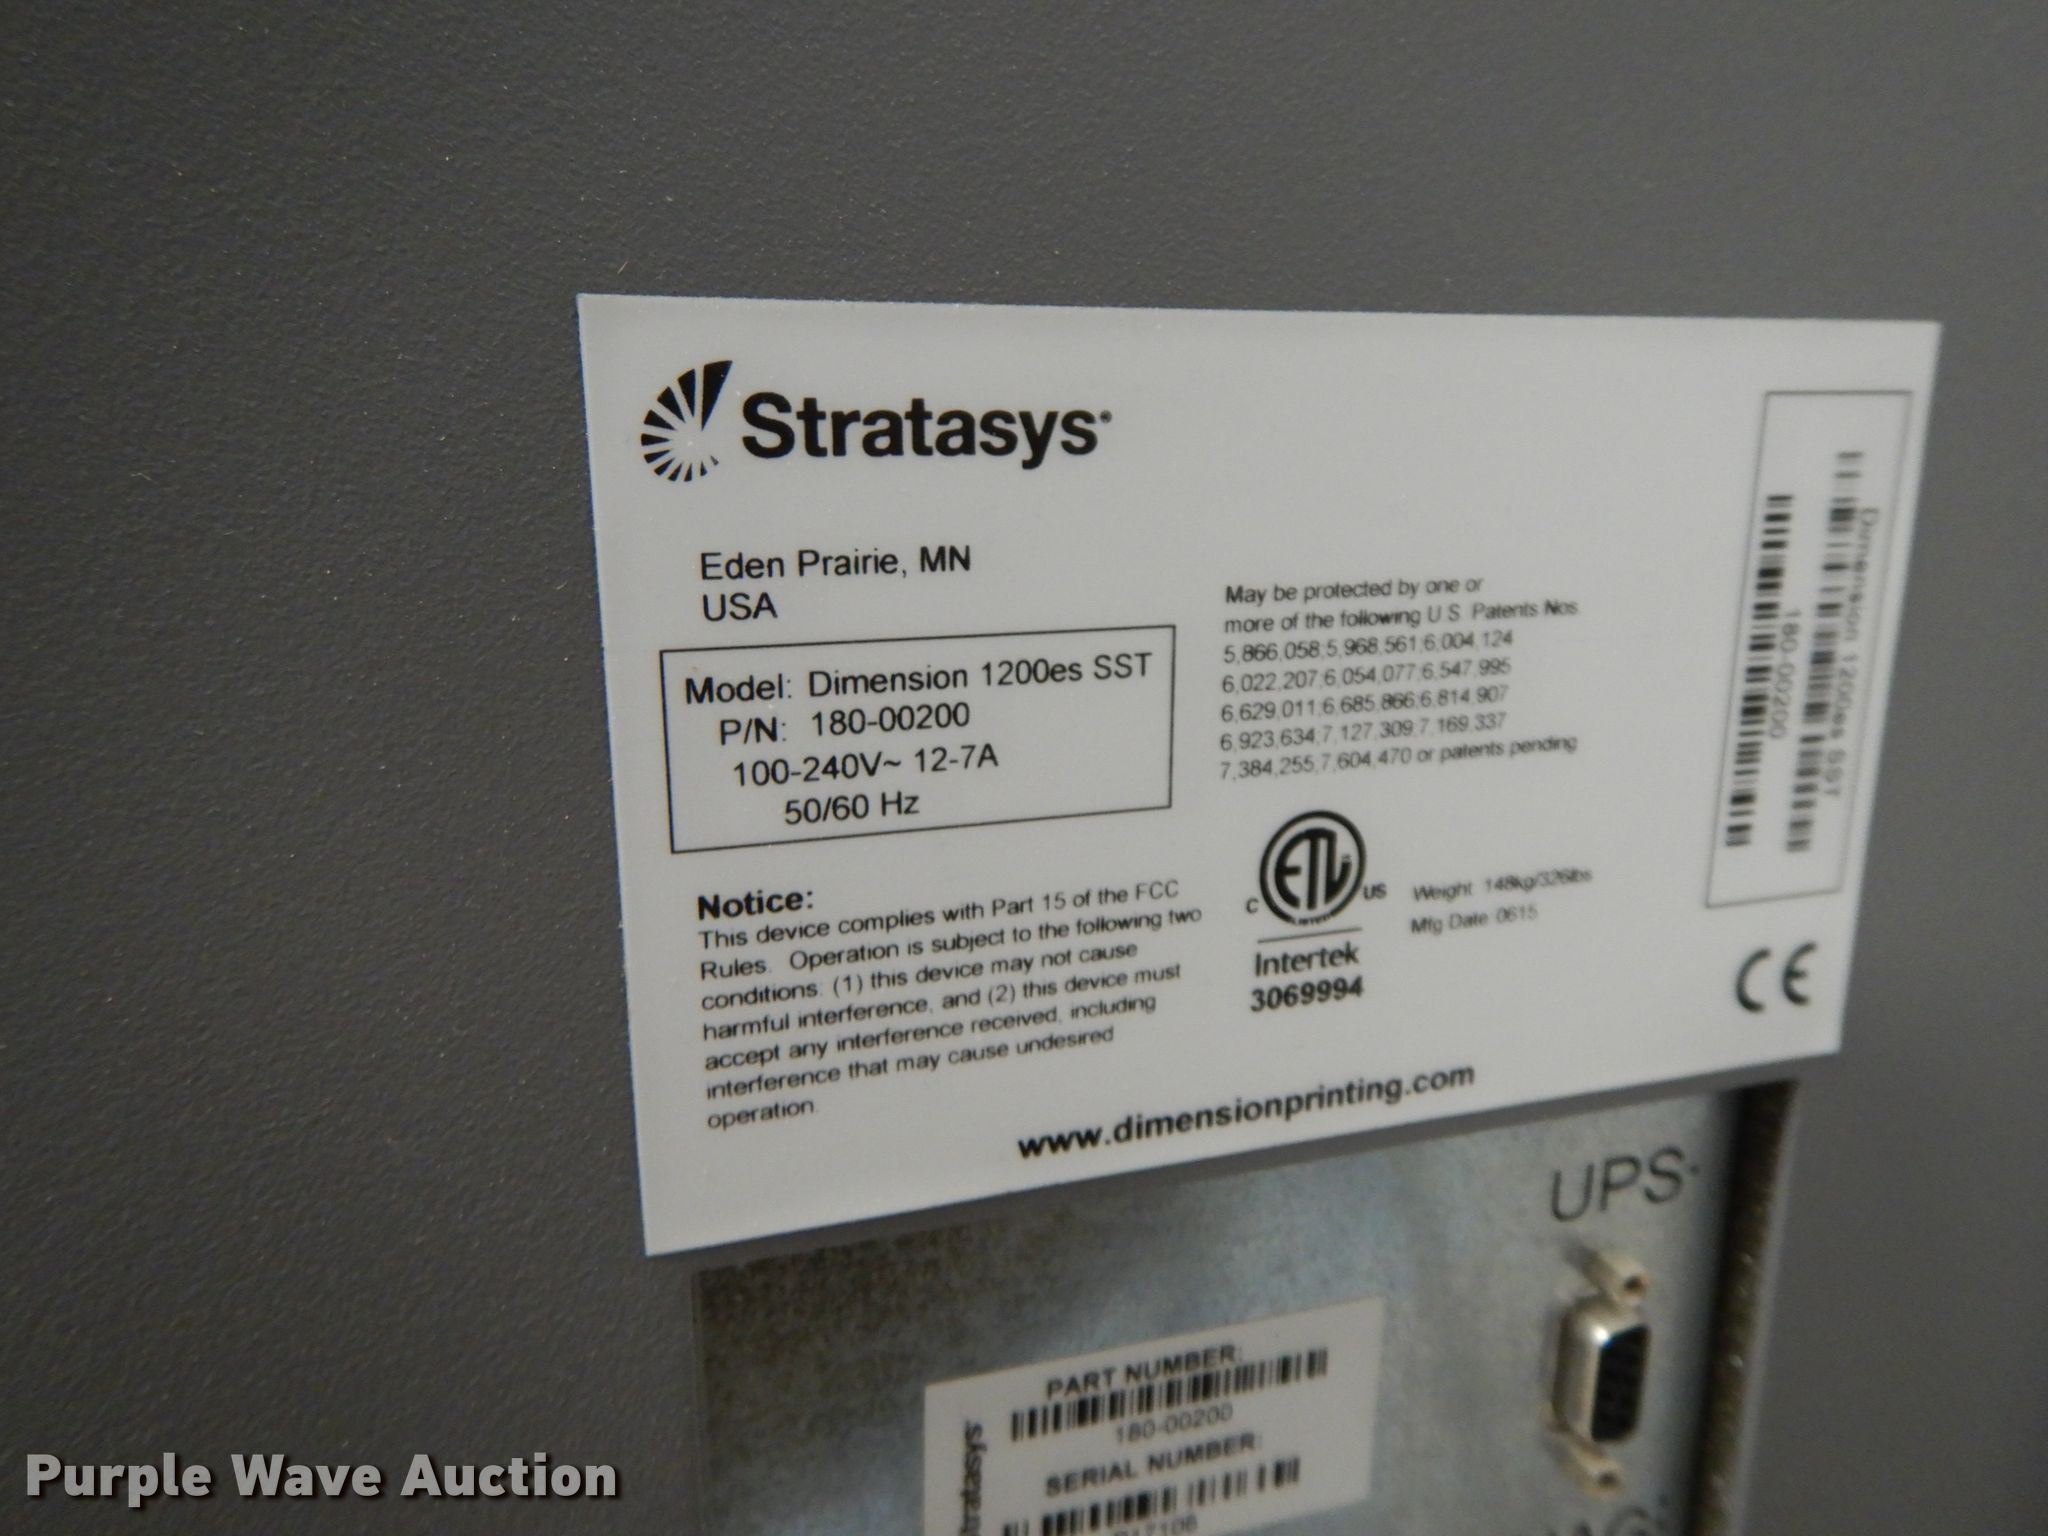 Stratasys®
Eden Prairie, MN
USA
Model: Dimension 1200es SST
P/N: 180-00200
100-240V~ 12-7A
50/60 Hz
Notice:
This device complies with Part 15 of the FCC
Rules. Operation is subject to the following two
conditions: (1) this device may not cause
harmful interference, and (2) this device must
accept any interference received, including
interference that may cause undesired
operation.
May be protected by one or
more of the following U.S. Patents Nos.
5,866,058;5,968,561;6,004,124
6,022,207;6,054,077;6,547,995
6,629,011;6,685,866;6,814,907
6,923,634;7,127,309;7,169,337
7,384,255;7,604,470 or patents pending
ETL
C US
Intertek
3069994
Weight 148kg/326lbs
Mfg Date 0615
Dimension 1200es SST
180-00200
CE
www.dimensionprinting.com
UPS
PART NUMBER:
180-00200
SERIAL NUMBER:
Stratasys
Purple Wave Auction